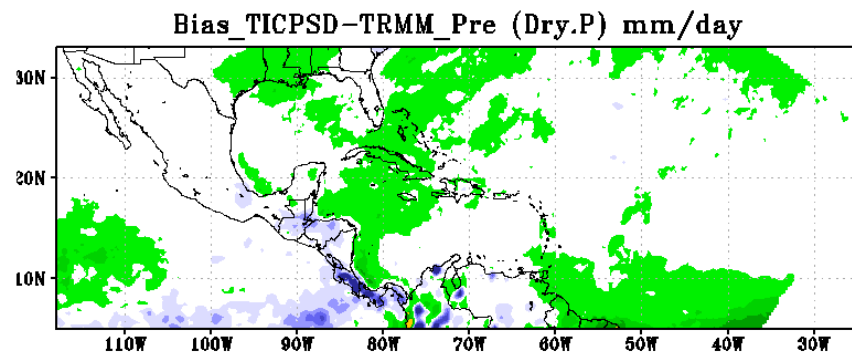 Bias_TICPSD-TRMM_Pre (Dry.P) mm/day
30N
20N
10N
110W 100W 90W 80W 70W 60W 50W 40W 30W